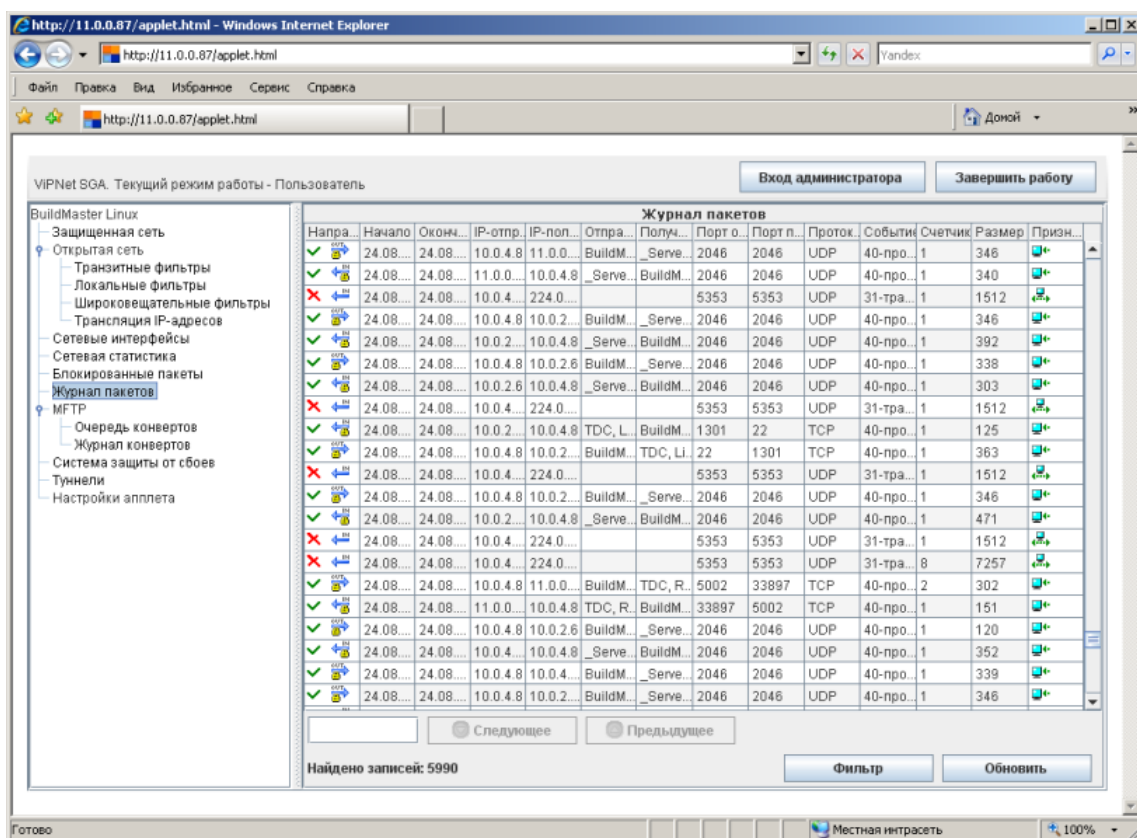 http://11.0.0.87/applet.html - Windows Internet Explorer
http://11.0.0.87/applet.html Yandex
Файл Правка Вид Избранное Сервис Справка
http://11.0.0.87/applet.html Домой »
ViPNet SGA. Текущий режим работы - Пользователь Вход администратора Завершить работу
BuildMaster Linux
Защищенная сеть
Открытая сеть
Транзитные фильтры
Локальные фильтры
Широковещательные фильтры
Трансляция IP-адресов
Сетевые интерфейсы
Сетевая статистика
Блокированные пакеты
Журнал пакетов
MFTP
Очередь конвертов
Журнал конвертов
Система защиты от сбоев
Туннели
Настройки апплета
Журнал пакетов
Напра... Начало Оконч... IP-отпр... IP-пол... Отпра... Получ... Порт о... Порт п... Проток... Событие Счетчик Размер Призн...
OUT 24.08.... 24.08.... 10.0.4.8 11.0.0.... BuildM... _Serve... 2046 2046 UDP 40-про... 1 346
IN 24.08.... 24.08.... 11.0.0.... 10.0.4.8 _Serve... BuildM... 2046 2046 UDP 40-про... 1 340
IN 24.08.... 24.08.... 10.0.4.... 224.0.... 5353 5353 UDP 31-тра... 1 1512
OUT 24.08.... 24.08.... 10.0.4.8 10.0.2.... BuildM... _Serve... 2046 2046 UDP 40-про... 1 346
IN 24.08.... 24.08.... 10.0.2.... 10.0.4.8 _Serve... BuildM... 2046 2046 UDP 40-про... 1 392
OUT 24.08.... 24.08.... 10.0.4.8 10.0.2.6 BuildM... _Serve... 2046 2046 UDP 40-про... 1 338
IN 24.08.... 24.08.... 10.0.2.6 10.0.4.8 _Serve... BuildM... 2046 2046 UDP 40-про... 1 303
IN 24.08.... 24.08.... 10.0.4.... 224.0.... 5353 5353 UDP 31-тра... 1 1512
IN 24.08.... 24.08.... 10.0.2.... 10.0.4.8 TDC, L... BuildM... 1301 22 TCP 40-про... 1 125
OUT 24.08.... 24.08.... 10.0.4.8 10.0.2.... BuildM... TDC, Li... 22 1301 TCP 40-про... 1 363
IN 24.08.... 24.08.... 10.0.4.... 224.0.... 5353 5353 UDP 31-тра... 1 1512
OUT 24.08.... 24.08.... 10.0.4.8 10.0.2.... BuildM... _Serve... 2046 2046 UDP 40-про... 1 346
IN 24.08.... 24.08.... 10.0.2.... 10.0.4.8 _Serve... BuildM... 2046 2046 UDP 40-про... 1 471
IN 24.08.... 24.08.... 10.0.4.... 224.0.... 5353 5353 UDP 31-тра... 1 1512
IN 24.08.... 24.08.... 10.0.4.... 224.0.... 5353 5353 UDP 31-тра... 8 7257
OUT 24.08.... 24.08.... 10.0.4.8 11.0.0.... BuildM... TDC, R... 5002 33897 TCP 40-про... 2 302
IN 24.08.... 24.08.... 11.0.0.... 10.0.4.8 TDC, R... BuildM... 33897 5002 TCP 40-про... 1 151
OUT 24.08.... 24.08.... 10.0.4.8 10.0.2.6 BuildM... _Serve... 2046 2046 UDP 40-про... 1 120
IN 24.08.... 24.08.... 10.0.4.... 10.0.4.8 _Serve... BuildM... 2046 2046 UDP 40-про... 1 352
OUT 24.08.... 24.08.... 10.0.4.8 10.0.4.... BuildM... _Serve... 2046 2046 UDP 40-про... 1 339
OUT 24.08.... 24.08.... 10.0.4.8 10.0.2.... BuildM... _Serve... 2046 2046 UDP 40-про... 1 346
Следующее Предыдущее
Найдено записей: 5990 Фильтр Обновить
Готово Местная интрасеть 100%